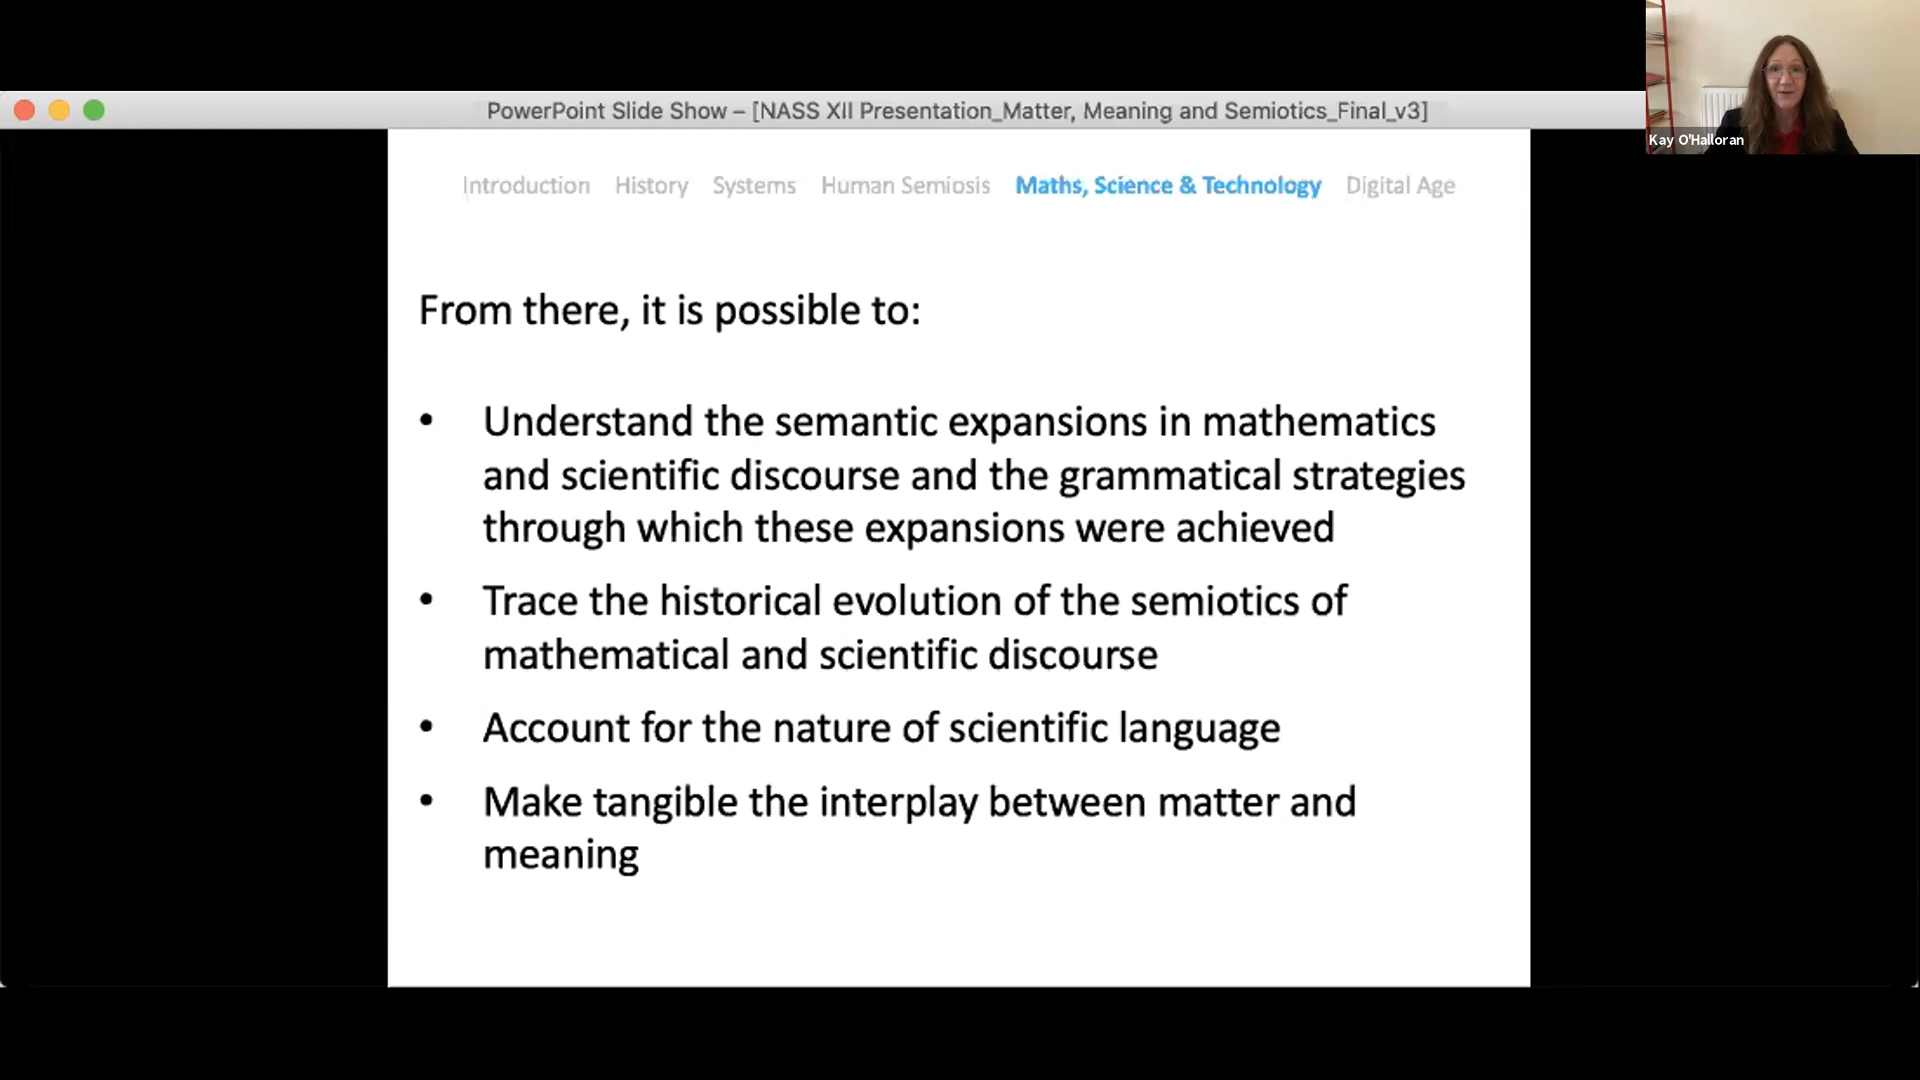 PowerPoint Slide Show – [NASS XII Presentation_Matter, Meaning and Semiotics_Final_v3]
Kay O'Halloran
Introduction History Systems Human Semiosis Maths, Science & Technology Digital Age
From there, it is possible to:
• Understand the semantic expansions in mathematics
and scientific discourse and the grammatical strategies
through which these expansions were achieved
• Trace the historical evolution of the semiotics of
mathematical and scientific discourse
• Account for the nature of scientific language
• Make tangible the interplay between matter and
meaning